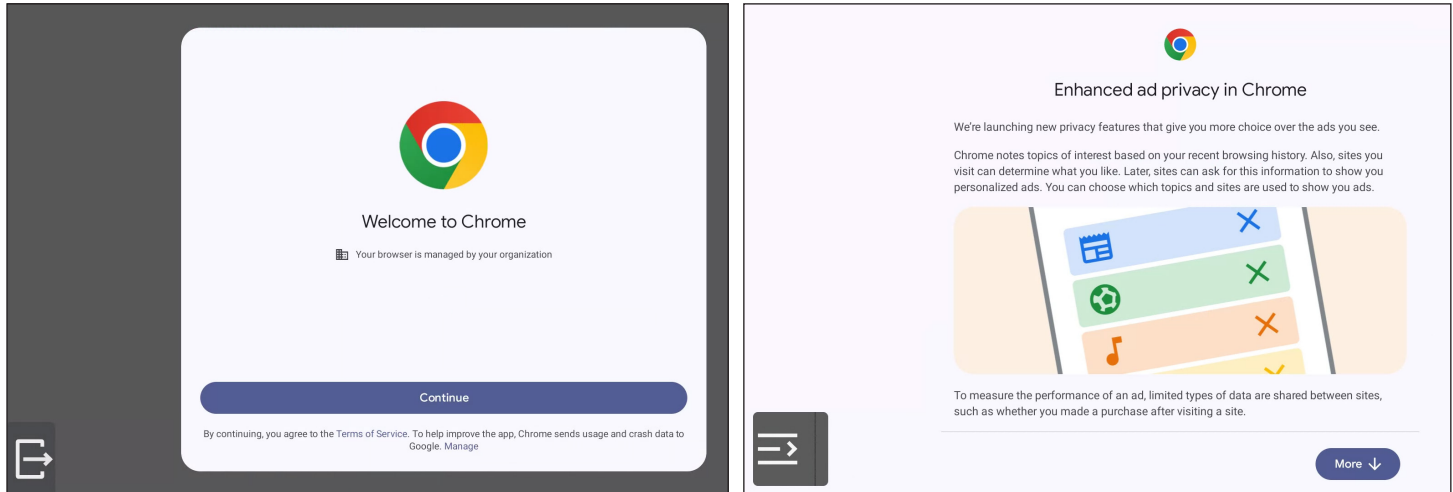 Welcome to Chrome
Your browser is managed by your organization
Continue
By continuing, you agree to the Terms of Service. To help improve the app, Chrome sends usage and crash data to
Google. Manage
Enhanced ad privacy in Chrome
We're launching new privacy features that give you more choice over the ads you see.
Chrome notes topics of interest based on your recent browsing history. Also, sites you
visit can determine what you like. Later, sites can ask for this information to show you
personalized ads. You can choose which topics and sites are used to show you ads.
To measure the performance of an ad, limited types of data are shared between sites,
such as whether you made a purchase after visiting a site.
More